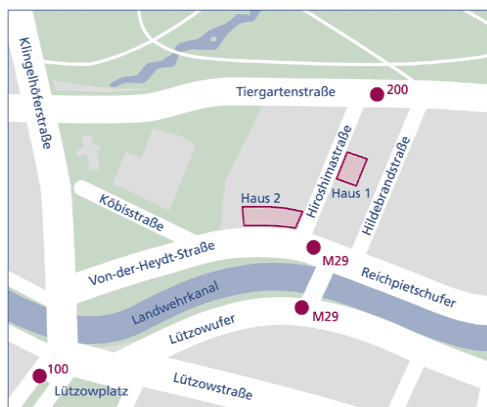 Klingelhöferstraße
Tiergartenstraße
200
Hiroshimastraße
Hildebrandstraße
Haus 1
Haus 2
Köbisstraße
Von-der-Heydt-Straße
M29
Reichpietschufer
Landwehrkanal
Lützowufer
M29
100
Lützowplatz
Lützowstraße